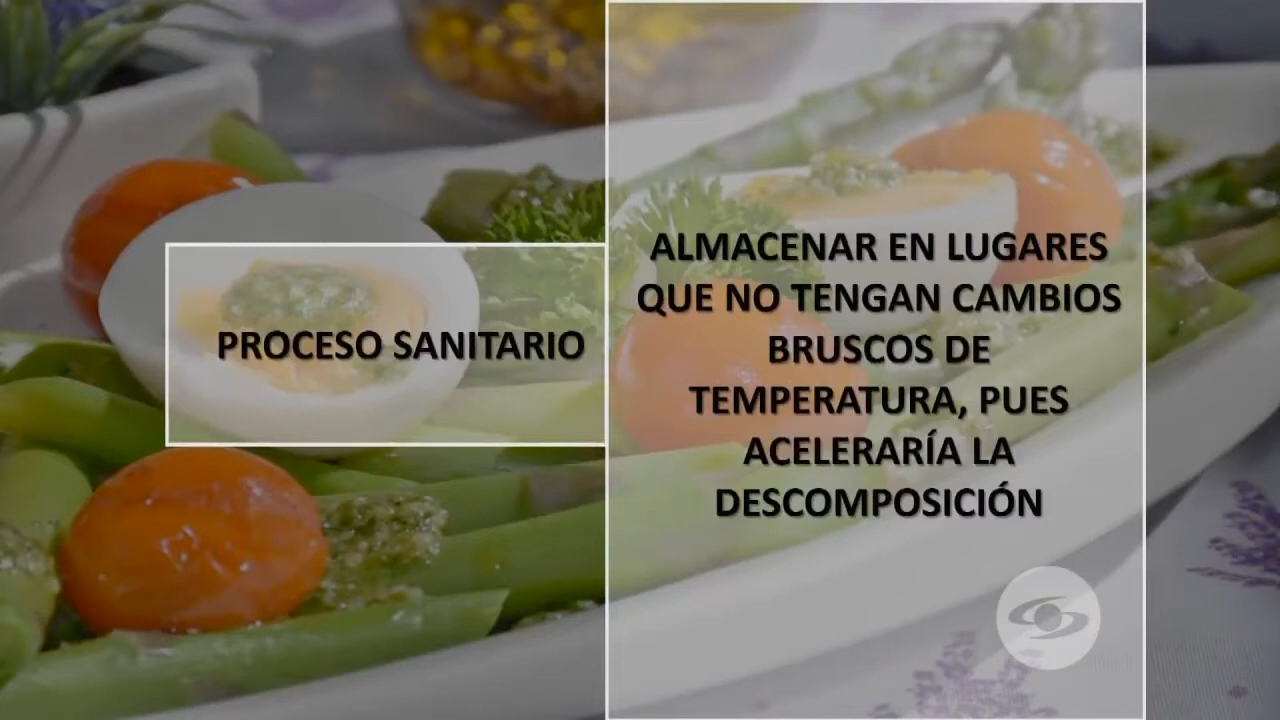 PROCESO SANITARIO
ALMACENAR EN LUGARES
QUE NO TENGAN CAMBIOS
BRUSCOS DE
TEMPERATURA, PUES
ACELERARÍA LA
DESCOMPOSICIÓN